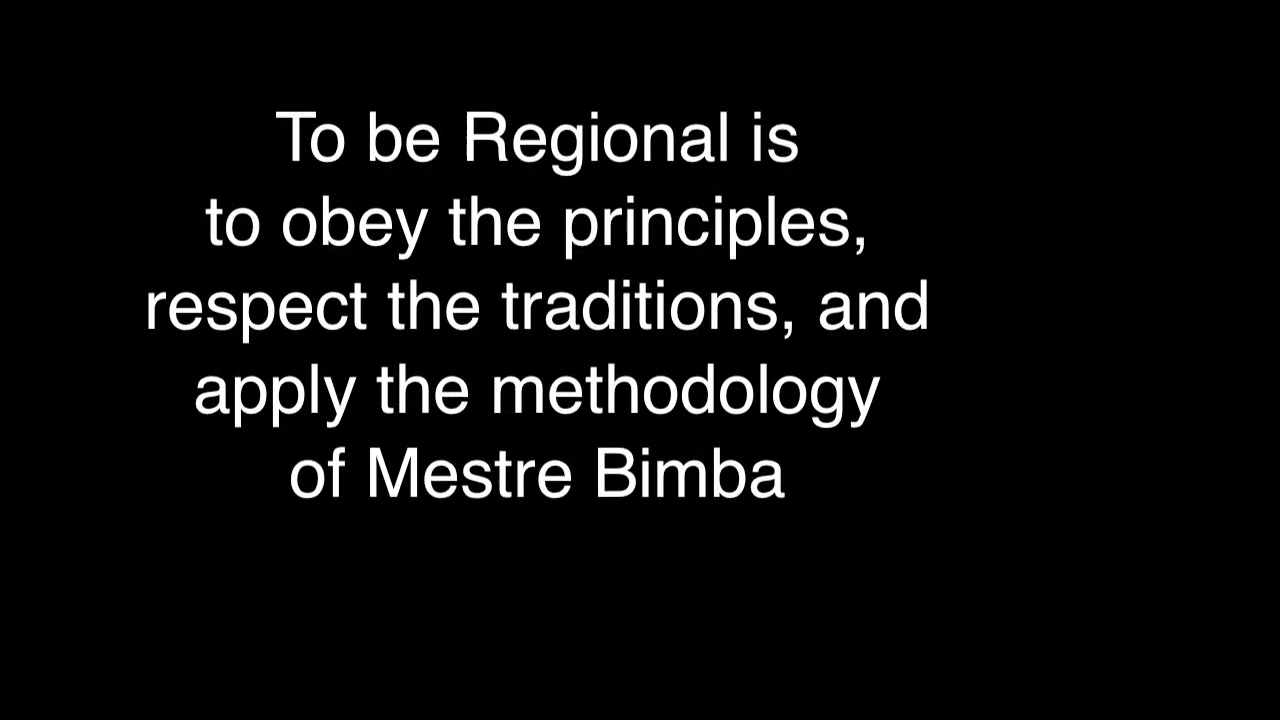 To be Regional is
to obey the principles,
respect the traditions, and
apply the methodology
of Mestre Bimba